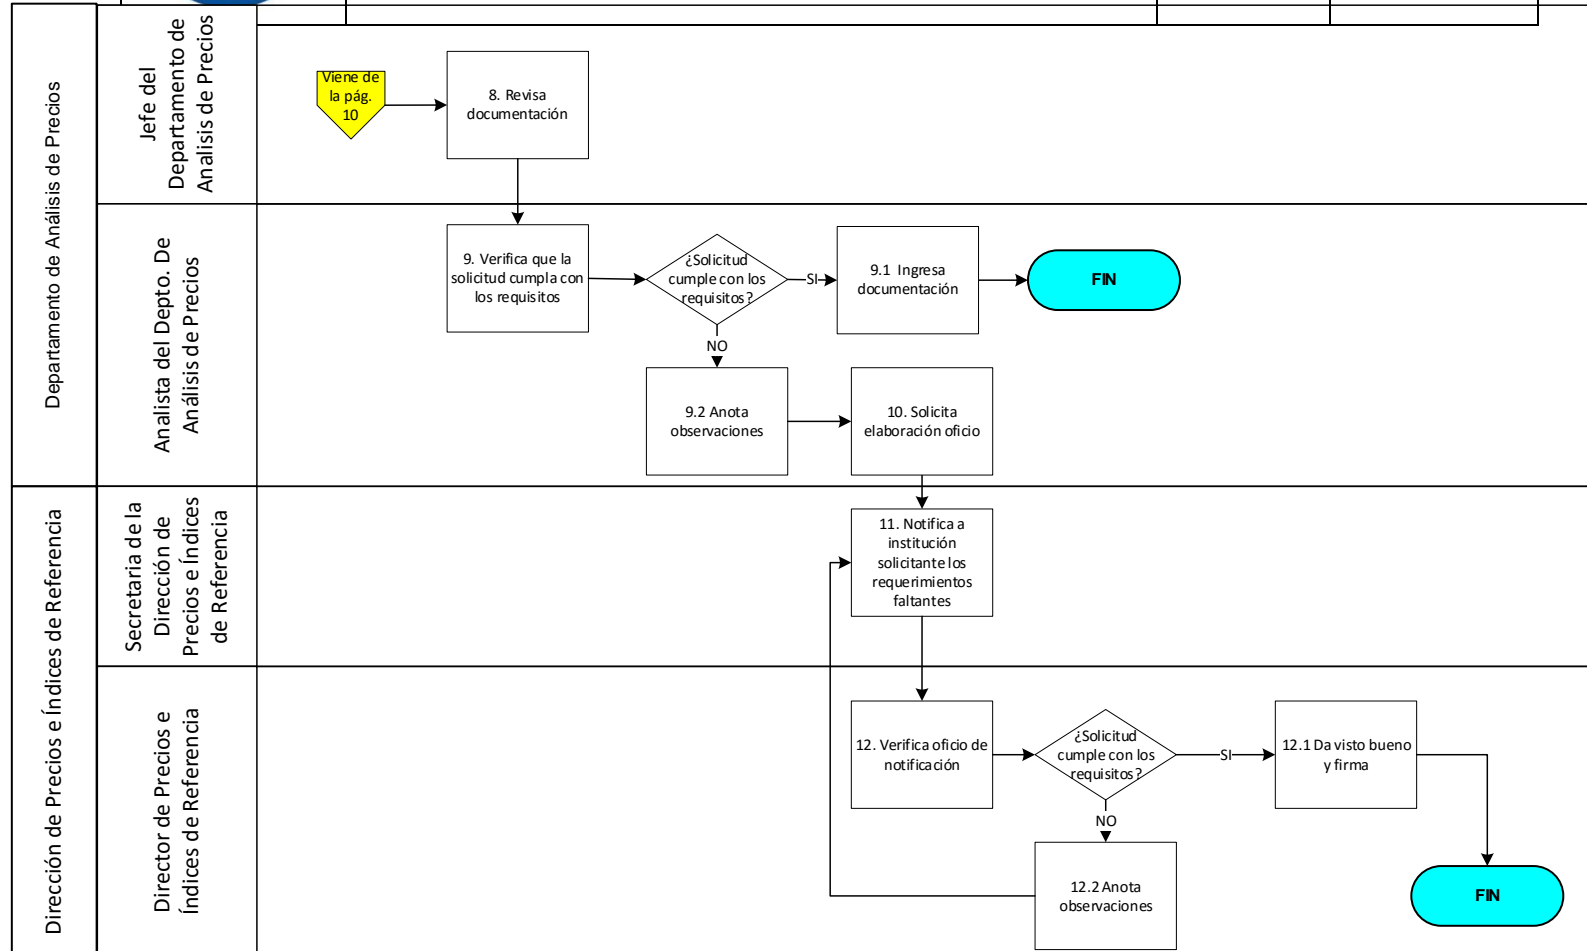 Departamento de Análisis de Precios
Jefe del
Departamento de
Analisis de Precios
Viene de
la pág.
10
8. Revisa
documentación
Analista del Depto. De
Análisis de Precios
9. Verifica que la
solicitud cumpla con
los requisitos
¿Solicitud
cumple con los
requisitos?
SI
9.1 Ingresa
documentación
FIN
NO
9.2 Anota
observaciones
10. Solicita
elaboración oficio
Dirección de Precios e Índices de Referencia
Secretaria de la
Dirección de
Precios e Índices
de Referencia
11. Notifica a
institución
solicitante los
requerimientos
faltantes
Director de Precios e
Índices de Referencia
12. Verifica oficio de
notificación
¿Solicitud
cumple con los
requisitos?
SI
12.1 Da visto bueno
y firma
NO
12.2 Anota
observaciones
FIN